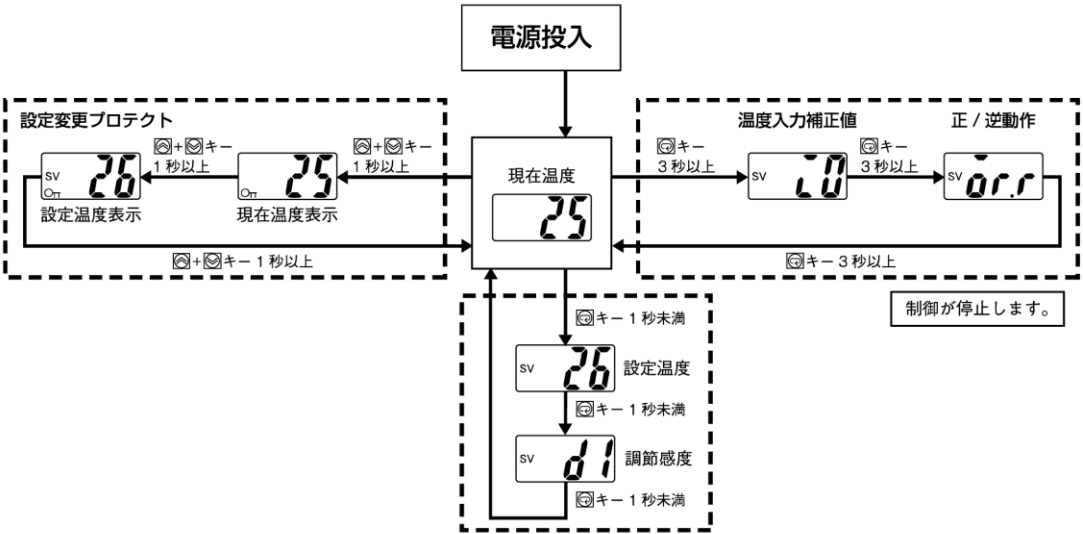 電源投入
設定変更プロテクト
キー
1秒以上
SV 26
設定温度表示
25
現在温度表示
キー
1秒以上
+ キー 1秒以上
現在温度
25
温度入力補正値
正 / 逆動作
キー
3秒以上
SV
キー
3秒以上
SV
キー 3秒以上
制御が停止します。
キー 1秒未満
SV 26 設定温度
キー 1秒未満
SV d1 調節感度
キー 1秒未満